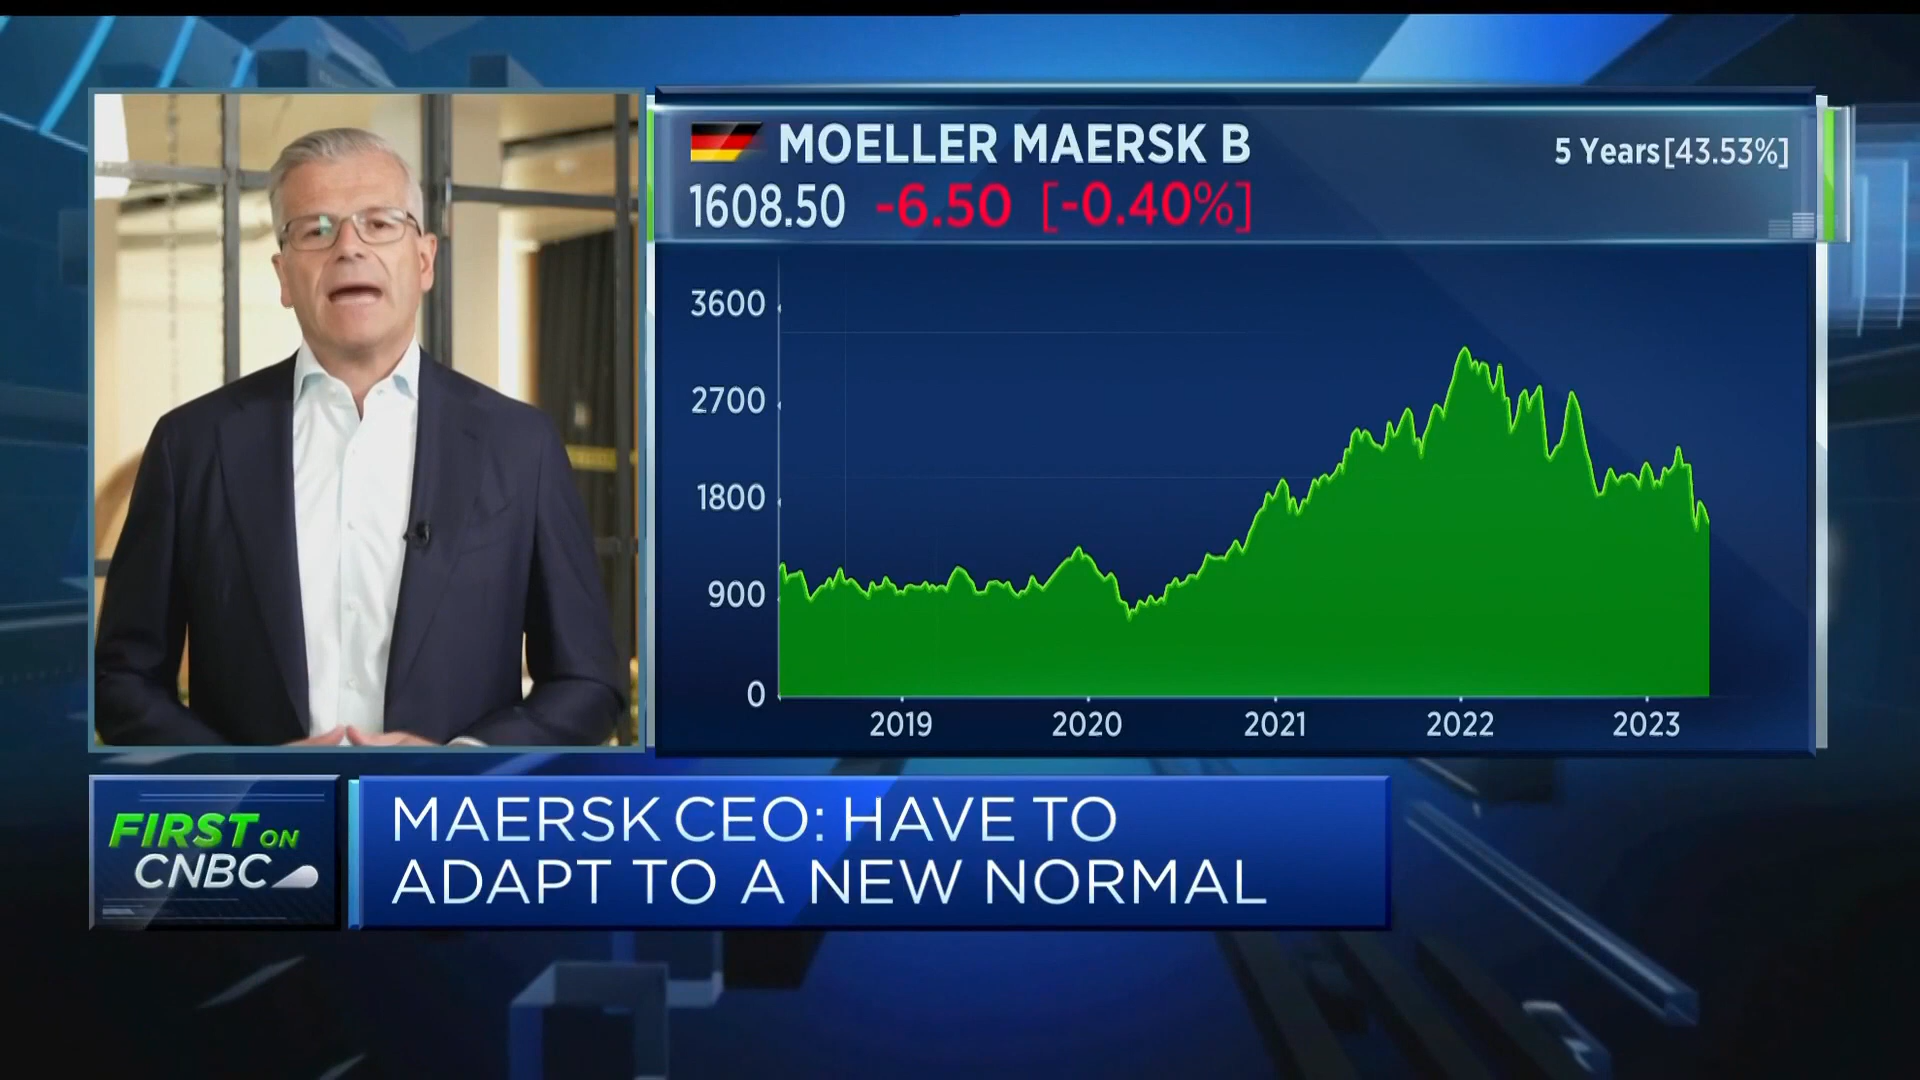 MOELLER MAERSK B
5 Years[43.53%]
1608.50 -6.50 [-0.40%]
3600
2700
1800
900
0
2019 2020 2021 2022 2023
FIRST ON
CNBC
MAERSK CEO: HAVE TO
ADAPT TO A NEW NORMAL